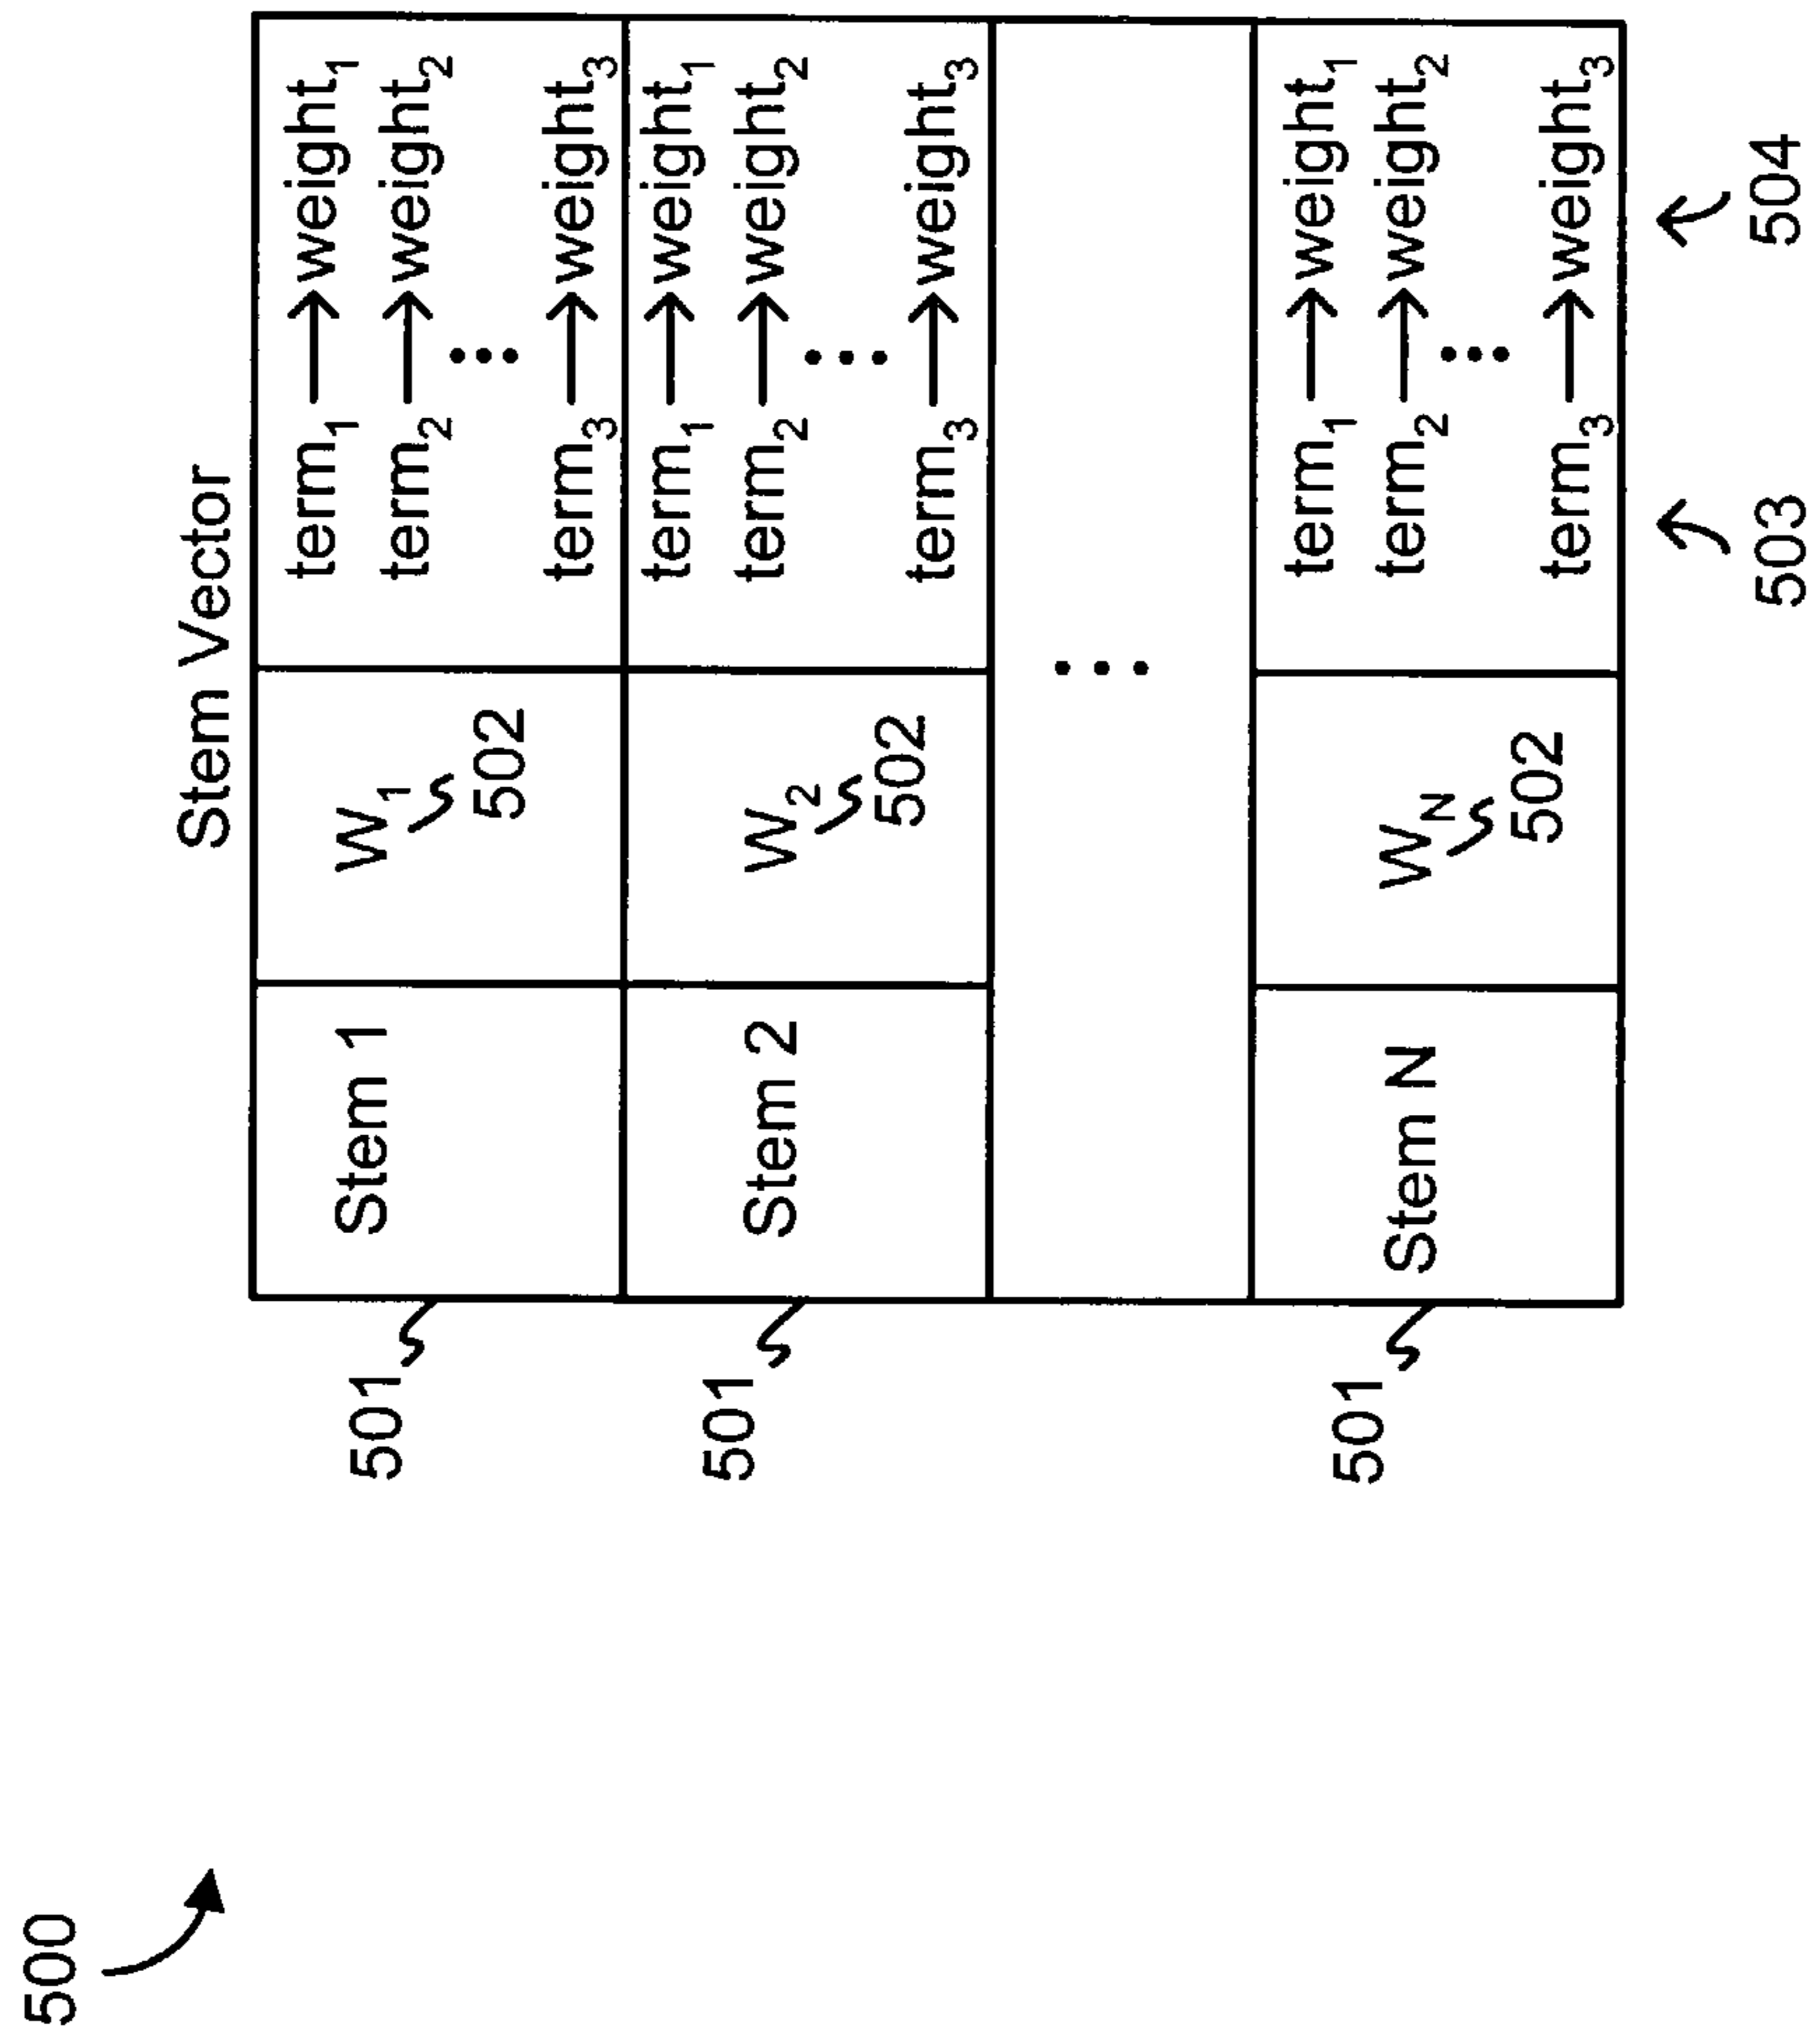 500
Stem Vector
501
Stem 1
W1
502
term1 → weight1
term2 → weight2
...
term3 → weight3
501
Stem 2
W2
502
term1 → weight1
term2 → weight2
...
term3 → weight3
...
501
Stem N
WN
502
term1 → weight1
term2 → weight2
...
term3 → weight3
503
504